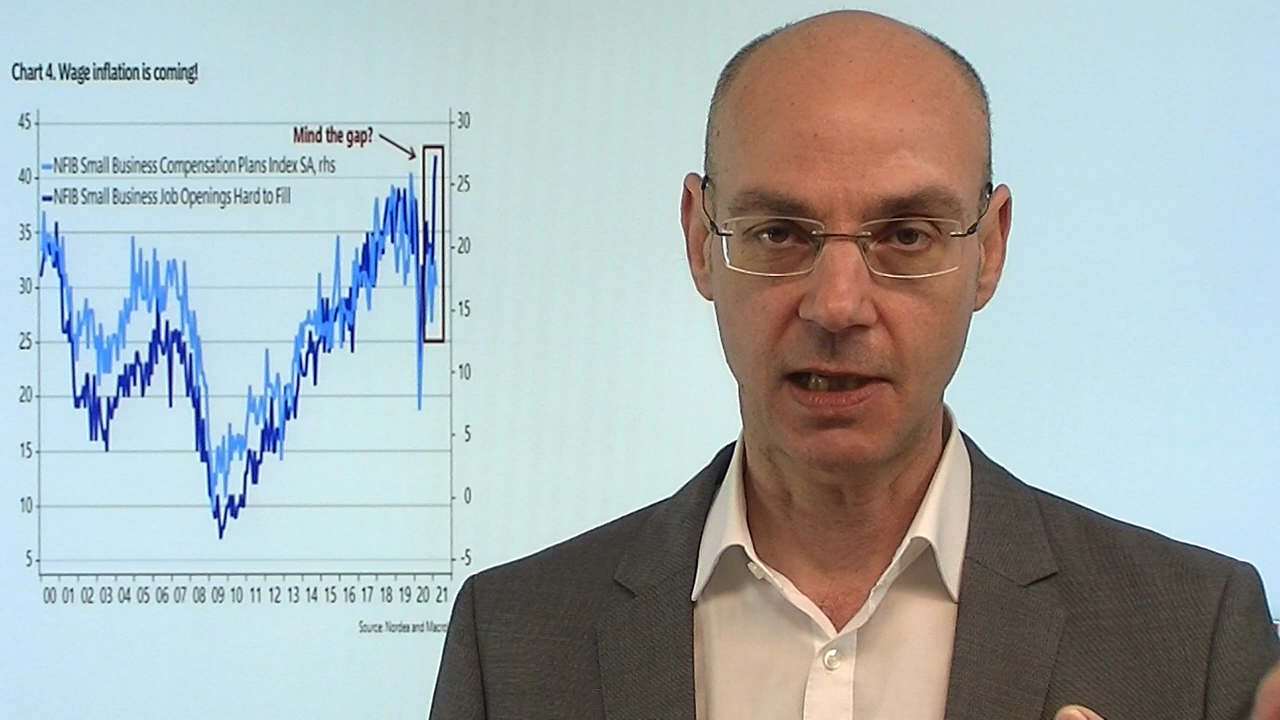 Chart 4. Wage inflation is coming!
45
30
Mind the gap?
NFIB Small Business Compensation Plans Index SA, rhs
40
25
NFIB Small Business Job Openings Hard to Fill
35
20
30
15
25
10
20
5
15
0
10
-5
5
00 01 02 03 04 05 06 07 08 09 10 11 12 13 14 15 16 17 18 19 20 21
Source: Nordea and Macro